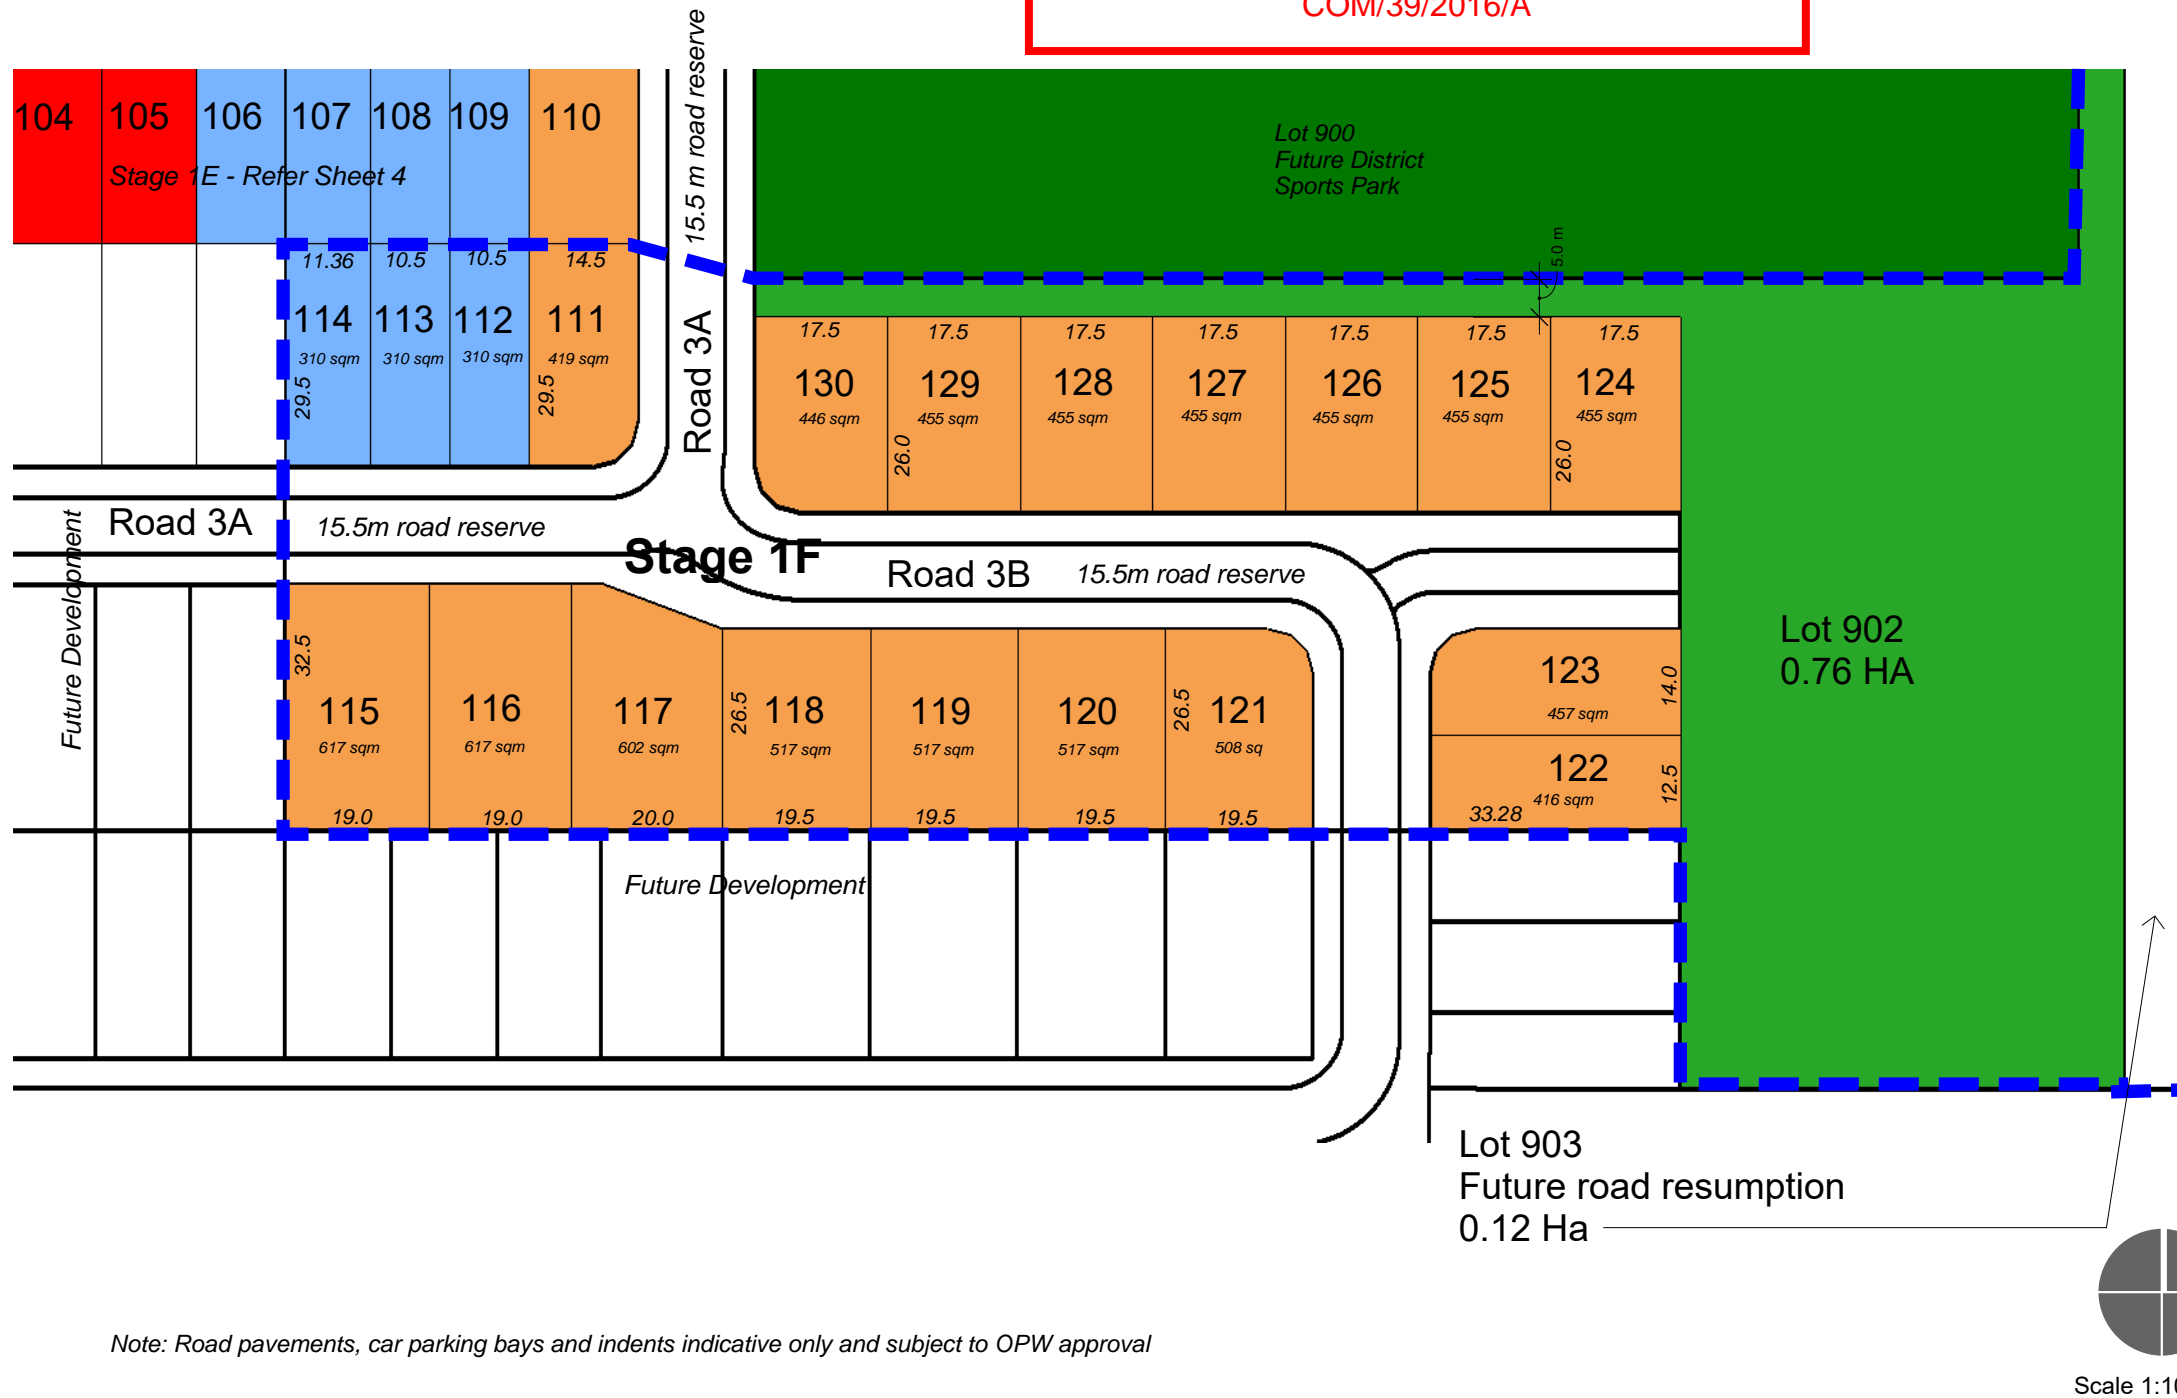 COM/39/2016/A
104
105
106
107
108
109
110
Stage 1E - Refer Sheet 4
15.5 m road reserve
Lot 900
Future District
Sports Park
5.0 m
11.36
10.5
10.5
14.5
114
310 sqm
29.5
113
310 sqm
112
310 sqm
111
419 sqm
29.5
Road 3A
17.5
17.5
17.5
17.5
17.5
17.5
17.5
130
446 sqm
129
455 sqm
26.0
128
455 sqm
127
455 sqm
126
455 sqm
125
455 sqm
124
455 sqm
26.0
Road 3A
15.5m road reserve
Stage 1F
Road 3B
15.5m road reserve
Future Development
32.5
115
617 sqm
19.0
116
617 sqm
19.0
117
602 sqm
20.0
26.5
118
517 sqm
19.5
119
517 sqm
19.5
120
517 sqm
19.5
26.5
121
508 sq
19.5
123
457 sqm
14.0
122
416 sqm
12.5
33.28
Lot 902
0.76 HA
Future Development
Lot 903
Future road resumption
0.12 Ha
Note: Road pavements, car parking bays and indents indicative only and subject to OPW approval
Scale